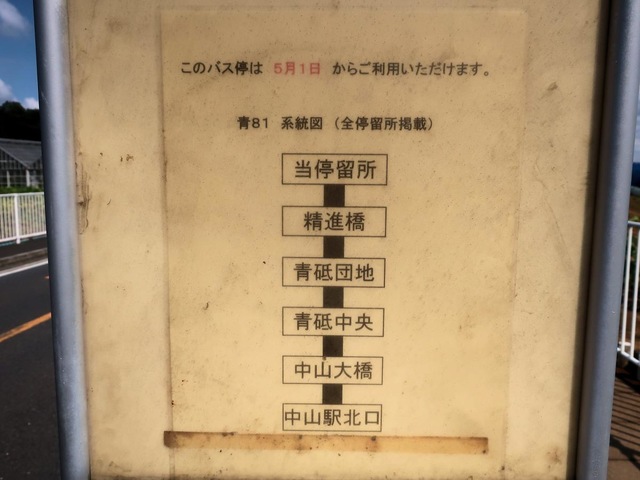 このバス停は 5月1日 からご利用いただけます。
青81 系統図 （全停留所掲載）
当停留所
精進橋
青砥団地
青砥中央
中山大橋
中山駅北口